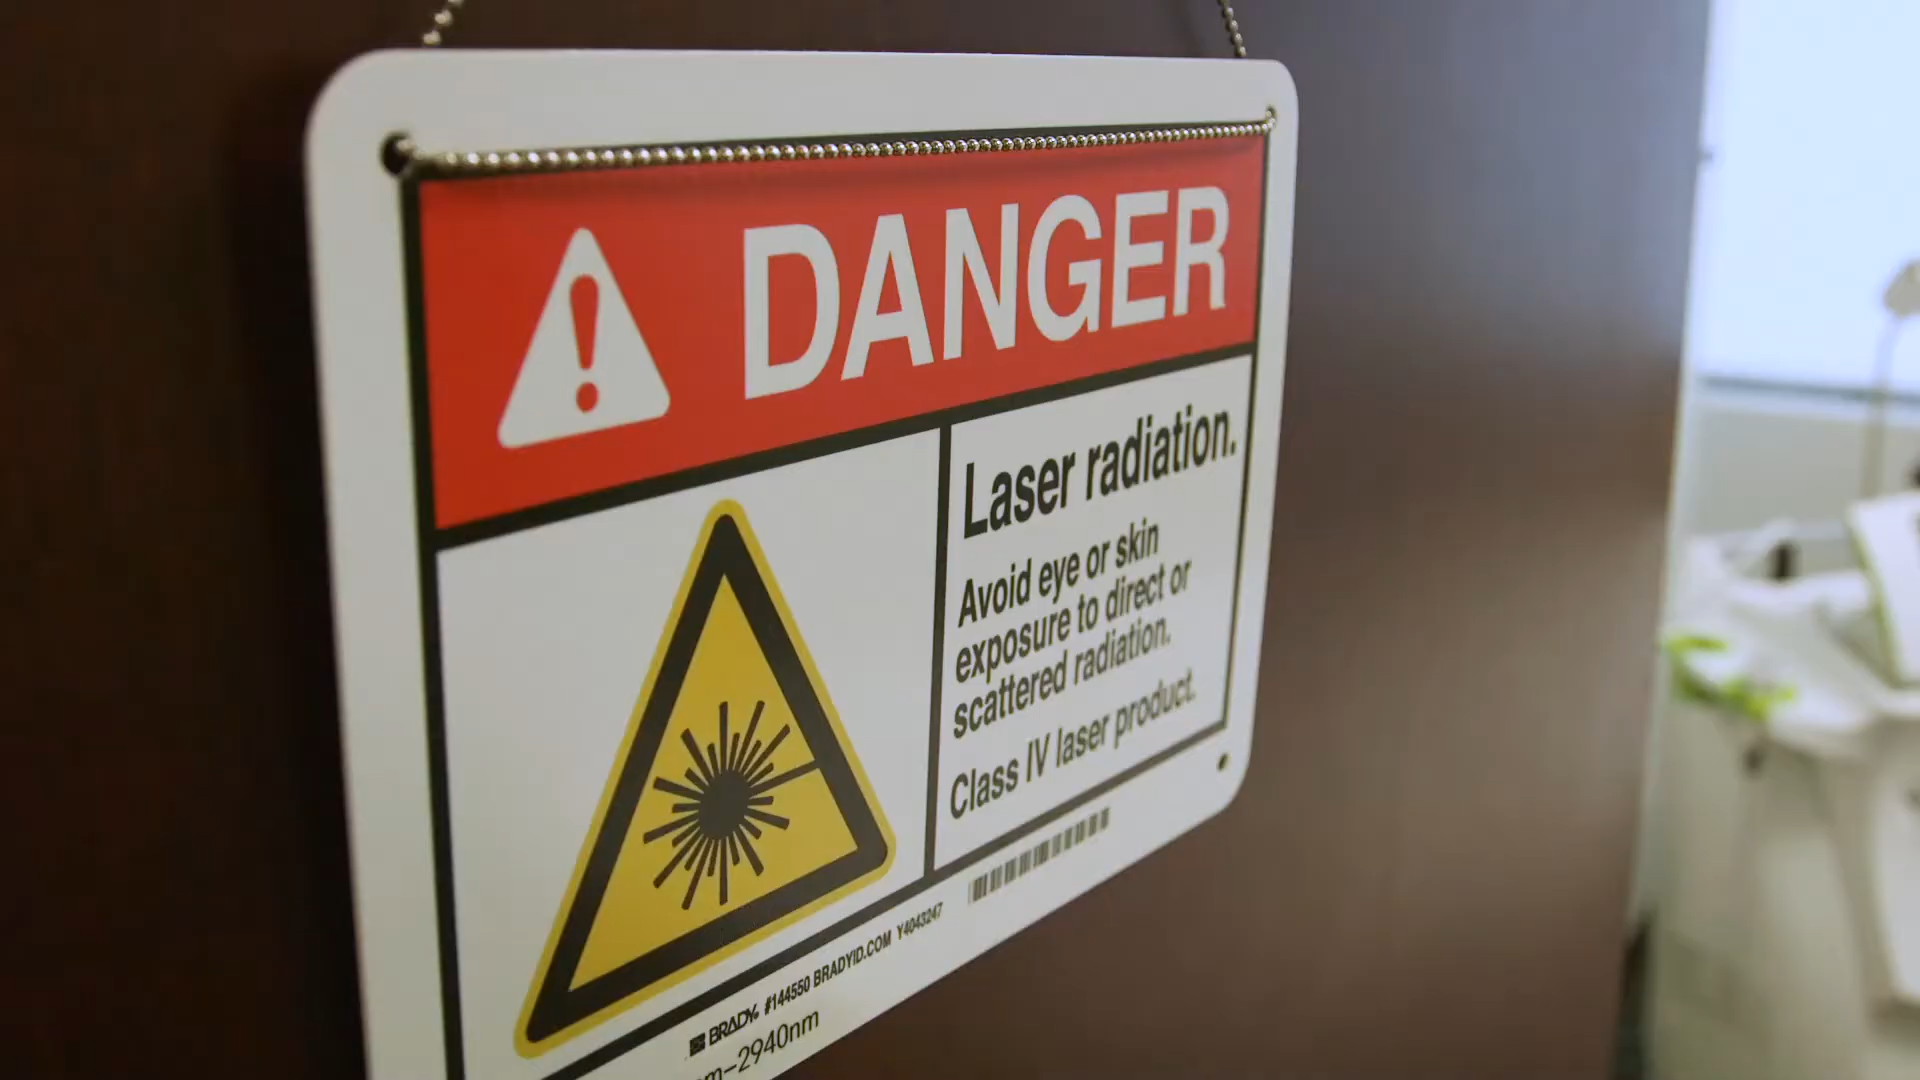 DANGER
Laser radiation.
Avoid eye or skin
exposure to direct or
scattered radiation.
Class IV laser product.
BRADY. #144550 BRADYID.COM Y4043247
m-2940nm